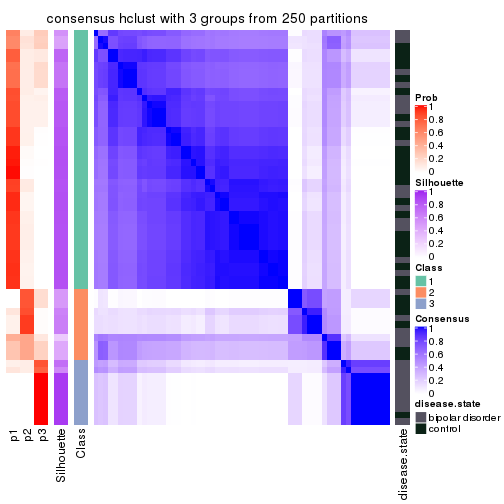 consensus hclust with 3 groups from 250 partitions
Prob
1
0.8
0.6
0.4
0.2
0
Silhouette
1
0.8
0.6
0.4
0.2
0
Class
1
2
3
Consensus
1
0.8
0.6
0.4
0.2
0
disease.state
bipolar disorder
control
p1
p2
p3
Silhouette
Class
disease.state